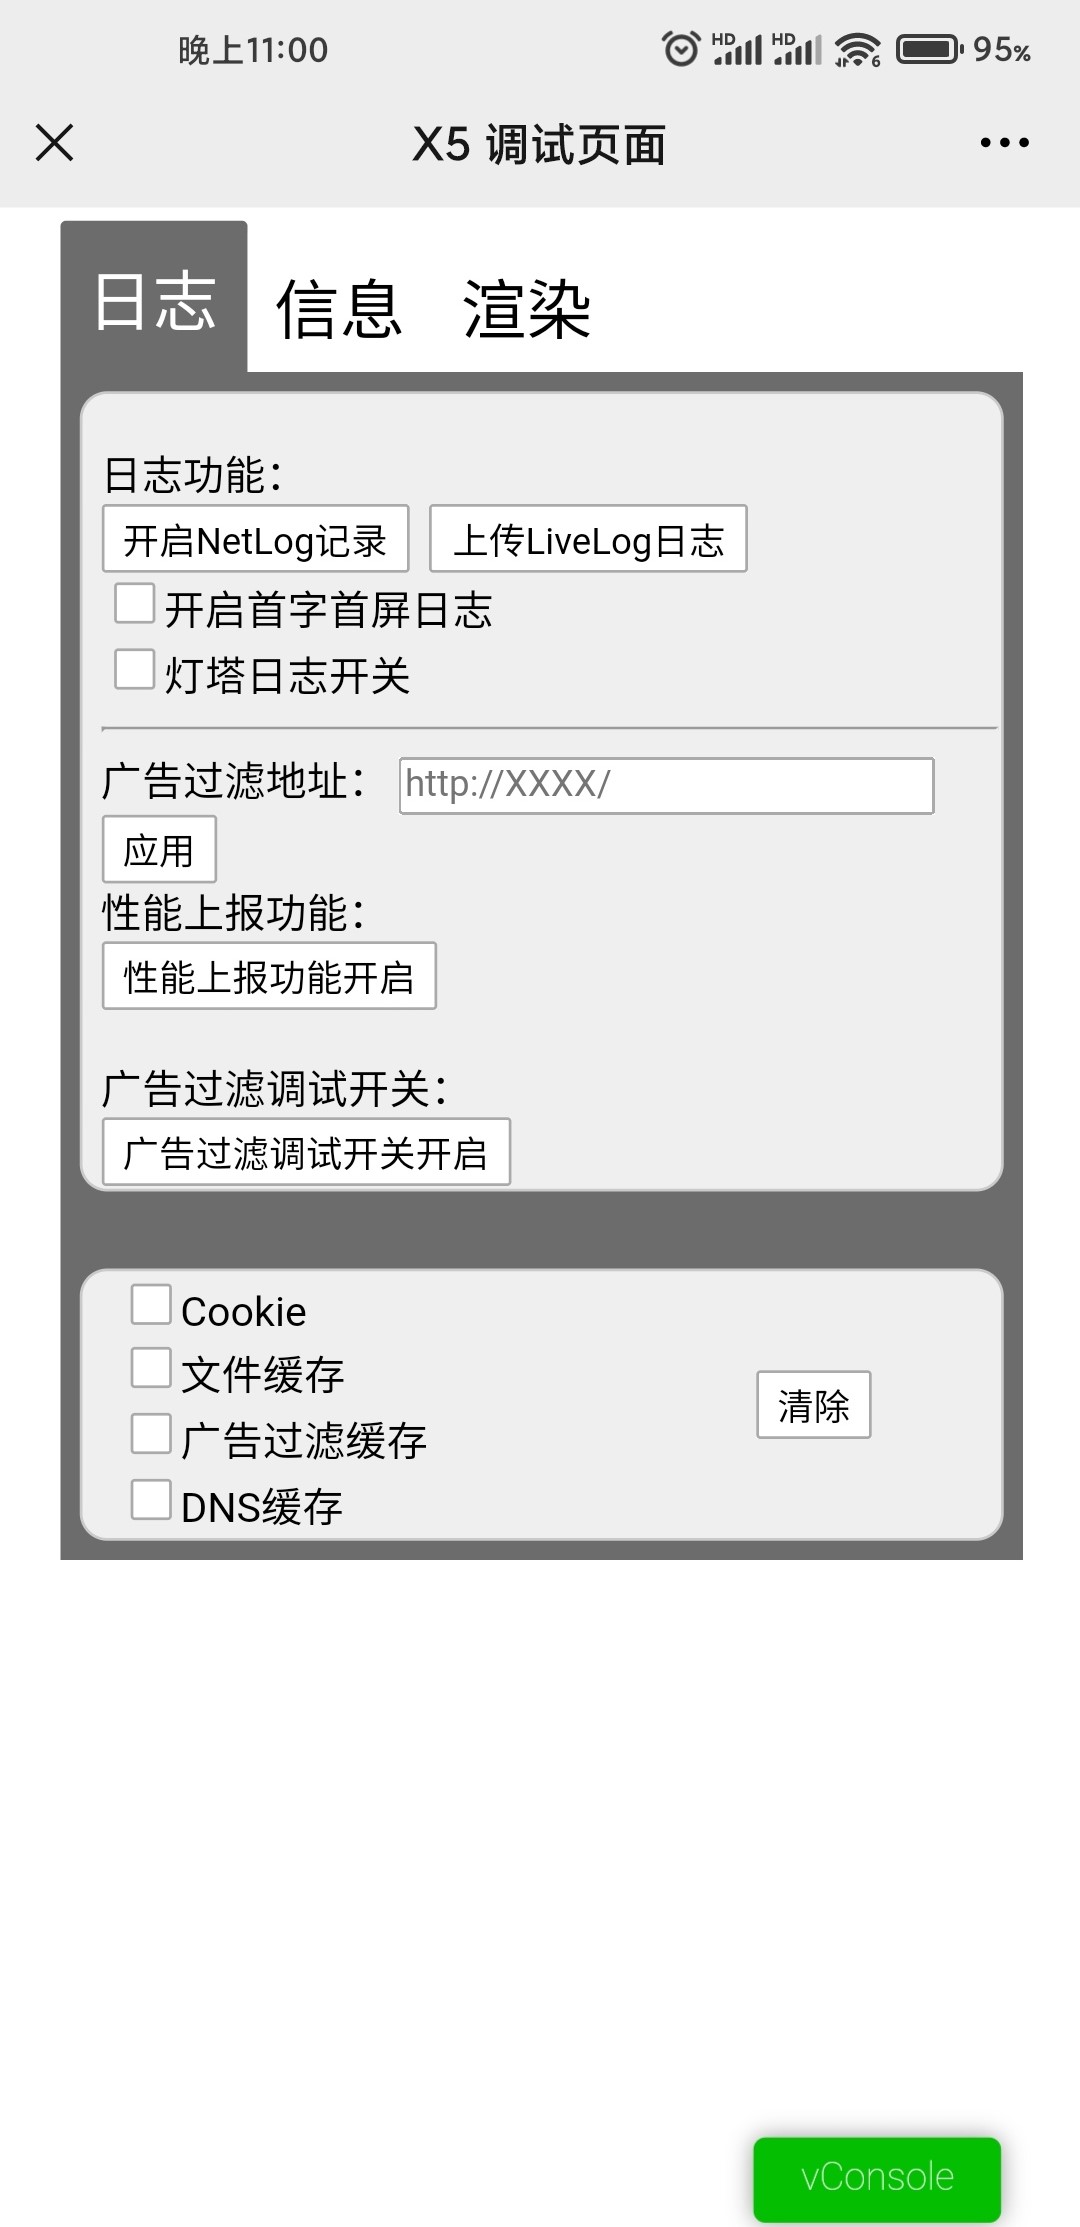 晚上11:00 HD HD 6 95%
X5 调试页面
日志 信息 渲染
日志功能：
开启NetLog记录 上传LiveLog日志
开启首字首屏日志
灯塔日志开关
广告过滤地址： http://XXXX/
应用
性能上报功能：
性能上报功能开启
广告过滤调试开关：
广告过滤调试开关开启
Cookie
文件缓存
清除
广告过滤缓存
DNS缓存
vConsole